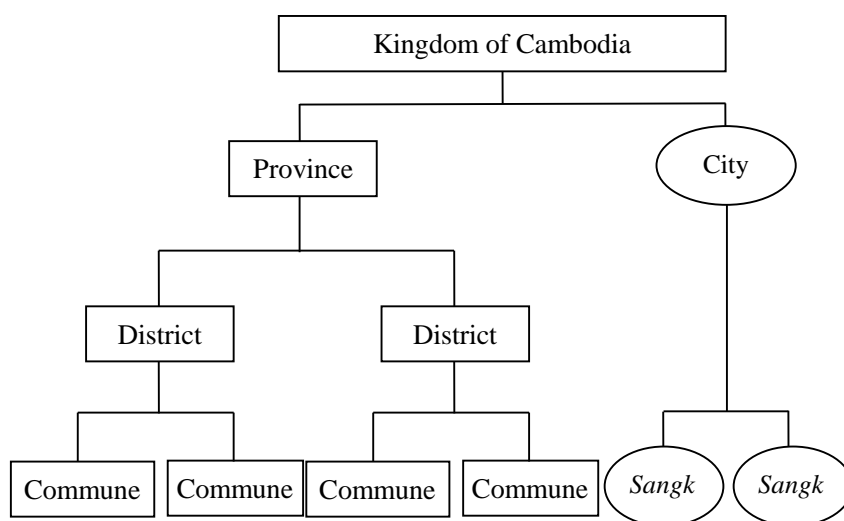 Kingdom of Cambodia
Province
City
District
District
Commune
Commune
Commune
Commune
Sangk
Sangk